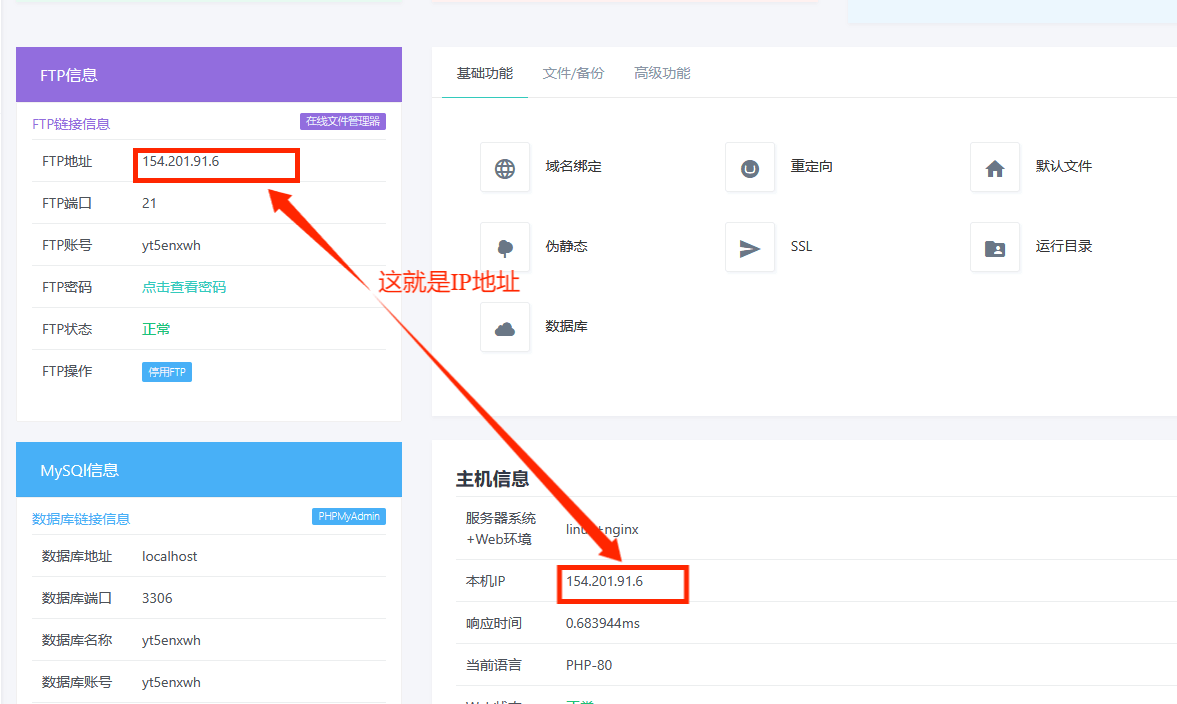 FTP信息
FTP链接信息 在线文件管理器
FTP地址 154.201.91.6
FTP端口 21
FTP账号 yt5enxwh
FTP密码 点击查看密码
FTP状态 正常
FTP操作 停用FTP
基础功能 文件/备份 高级功能
域名绑定 重定向 默认文件
伪静态 SSL 运行目录
数据库
这就是IP地址
MySQl信息
数据库链接信息 PHPMyAdmin
数据库地址 localhost
数据库端口 3306
数据库名称 yt5enxwh
数据库账号 yt5enxwh
主机信息
服务器系统
+Web环境 linux+nginx
本机IP 154.201.91.6
响应时间 0.683944ms
当前语言 PHP-80